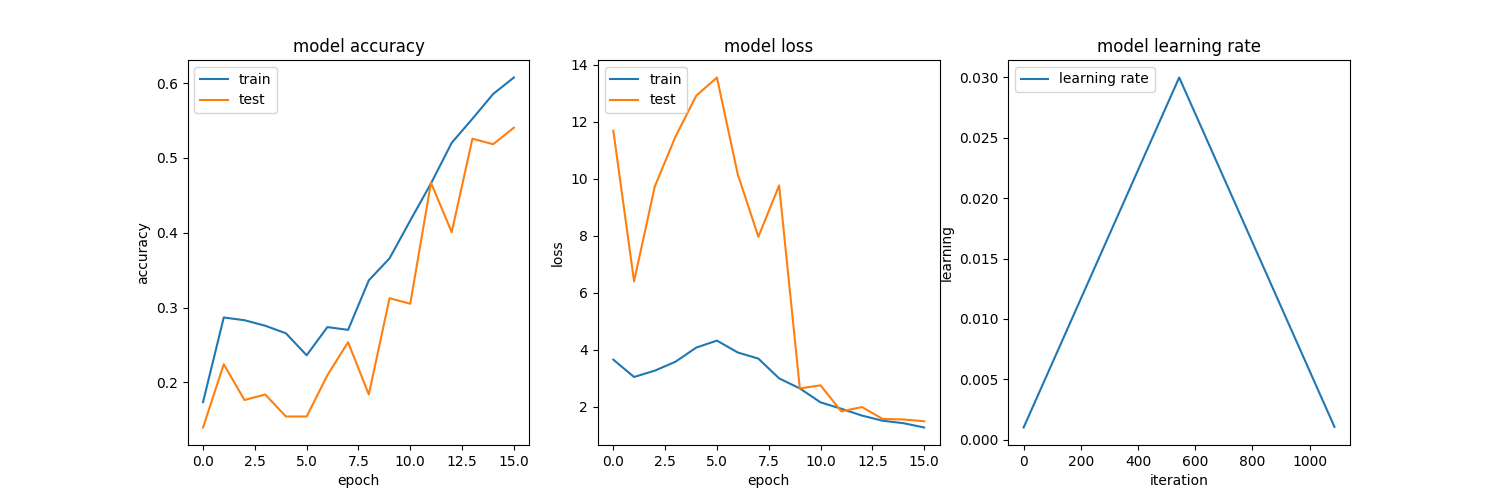 model accuracy
train
test
0.6
0.5
0.4
0.3
0.2
accuracy
0.0 2.5 5.0 7.5 10.0 12.5 15.0
epoch
model loss
train
test
14
12
10
8
6
4
2
loss
0.0 2.5 5.0 7.5 10.0 12.5 15.0
epoch
model learning rate
learning rate
0.030
0.025
0.020
0.015
0.010
0.005
0.000
learning
0 200 400 600 800 1000
iteration